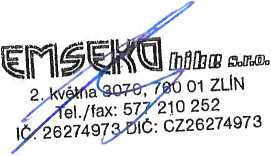 EMSEKO bike s.r.o.
2. května 3070, 760 01 ZLÍN
Tel./fax: 577 210 252
IČ: 26274973 DIČ: CZ26274973